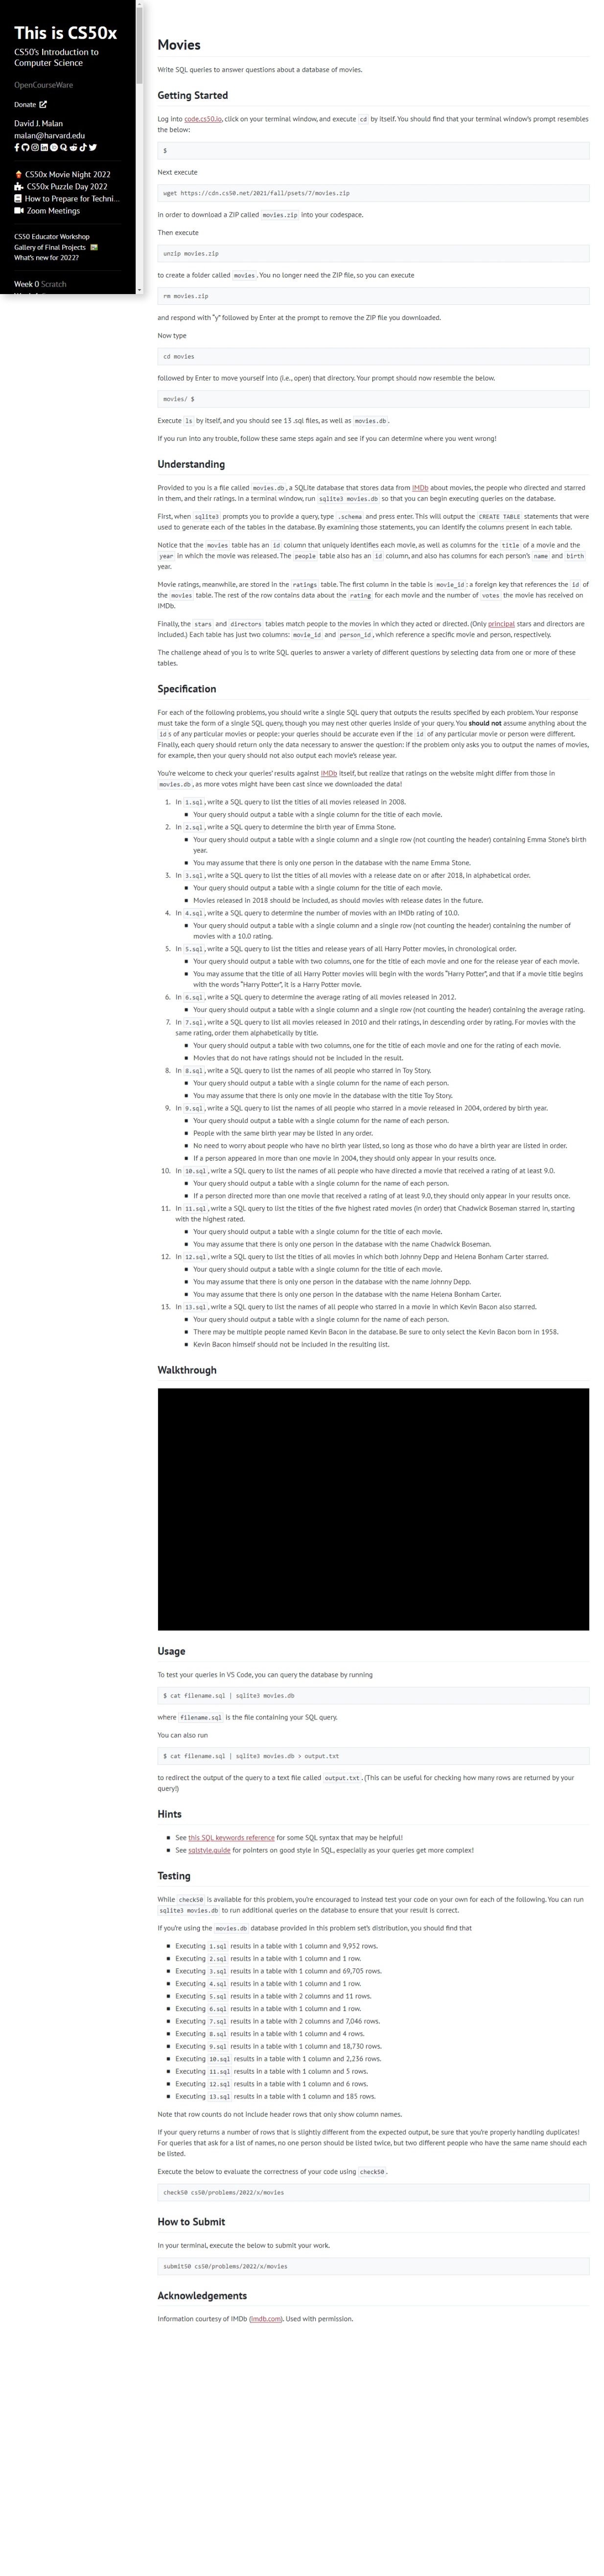 This is CS50x
CS50's Introduction to
Computer Science
OpenCourseWare
Donate
David J. Malan
malan@harvard.edu
CS50x Movie Night 2022
CS50x Puzzle Day 2022
How to Prepare for Techni...
Zoom Meetings
CS50 Educator Workshop
Gallery of Final Projects
What's new for 2022?
Week 0 Scratch
Movies
Write SQL queries to answer questions about a database of movies.
Getting Started
Log into code.cs50.io, click on your terminal window, and execute cd by itself. You should find that your terminal window's prompt resembles
the below:
$
Next execute
wget https://cdn.cs50.net/2021/fall/psets/7/movies.zip
in order to download a ZIP called movies.zip into your codespace.
Then execute
unzip movies.zip
to create a folder called movies. You no longer need the ZIP file, so you can execute
rm movies.zip
and respond with "y" followed by Enter at the prompt to remove the ZIP file you downloaded.
Now type
cd movies
followed by Enter to move yourself into (i.e., open) that directory. Your prompt should now resemble the below.
movies/ $
Execute ls by itself, and you should see 13 .sql files, as well as movies.db.
If you run into any trouble, follow these same steps again and see if you can determine where you went wrong!
Understanding
Provided to you is a file called movies.db, a SQLite database that stores data from IMDb about movies, the people who directed and starred
in them, and their ratings. In a terminal window, run sqlite3 movies.db so that you can begin executing queries on the database.
First, when sqlite3 prompts you to provide a query, type .schema and press enter. This will output the CREATE TABLE statements that were
used to generate each of the tables in the database. By examining those statements, you can identify the columns present in each table.
Notice that the movies table has an id column that uniquely identifies each movie, as well as columns for the title of a movie and the
year in which the movie was released. The people table also has an id column, and also has columns for each person's name and birth
year.
Movie ratings, meanwhile, are stored in the ratings table. The first column in the table is movie_id: a foreign key that references the id of
the movies table. The rest of the row contains data about the rating for each movie and the number of votes the movie has received on
IMDb.
Finally, the stars and directors tables match people to the movies in which they acted or directed. (Only principal stars and directors are
included.) Each table has just two columns: movie_id and person_id, which reference a specific movie and person, respectively.
The challenge ahead of you is to write SQL queries to answer a variety of different questions by selecting data from one or more of these
tables.
Specification
For each of the following problems, you should write a single SQL query that outputs the results specified by each problem. Your response
must take the form of a single SQL query, though you may nest other queries inside of your query. You should not assume anything about the
ids of any particular movies or people: your queries should be accurate even if the id of any particular movie or person were different.
Finally, each query should return only the data necessary to answer the question: if the problem only asks you to output the names of movies,
for example, then your query should not also output each movie's release year.
You're welcome to check your queries' results against IMDb itself, but realize that ratings on the website might differ from those in
movies.db, as more votes might have been cast since we downloaded the data!
1. In 1.sql, write a SQL query to list the titles of all movies released in 2008.
■ Your query should output a table with a single column for the title of each movie.
2. In 2.sql, write a SQL query to determine the birth year of Emma Stone.
■ Your query should output a table with a single column and a single row (not counting the header) containing Emma Stone's birth
year.
■ You may assume that there is only one person in the database with the name Emma Stone.
3. In 3.sql, write a SQL query to list the titles of all movies with a release date on or after 2018, in alphabetical order.
■ Your query should output a table with a single column for the title of each movie.
■ Movies released in 2018 should be included, as should movies with release dates in the future.
4. In 4.sql, write a SQL query to determine the number of movies with an IMDb rating of 10.0.
■ Your query should output a table with a single column and a single row (not counting the header) containing the number of
movies with a 10.0 rating.
5. In 5.sql, write a SQL query to list the titles and release years of all Harry Potter movies, in chronological order.
■ Your query should output a table with two columns, one for the title of each movie and one for the release year of each movie.
■ You may assume that the title of all Harry Potter movies will begin with the words "Harry Potter", and that if a movie title begins
with the words "Harry Potter", it is a Harry Potter movie.
6. In 6.sql, write a SQL query to determine the average rating of all movies released in 2012.
■ Your query should output a table with a single column and a single row (not counting the header) containing the average rating.
7. In 7.sql, write a SQL query to list all movies released in 2010 and their ratings, in descending order by rating. For movies with the
same rating, order them alphabetically by title.
■ Your query should output a table with two columns, one for the title of each movie and one for the rating of each movie.
■ Movies that do not have ratings should not be included in the result.
8. In 8.sql, write a SQL query to list the names of all people who starred in Toy Story.
■ Your query should output a table with a single column for the name of each person.
■ You may assume that there is only one movie in the database with the title Toy Story.
9. In 9.sql, write a SQL query to list the names of all people who starred in a movie released in 2004, ordered by birth year.
■ Your query should output a table with a single column for the name of each person.
■ People with the same birth year may be listed in any order.
■ No need to worry about people who have no birth year listed, so long as those who do have a birth year are listed in order.
■ If a person appeared in more than one movie in 2004, they should only appear in your results once.
10. In 10.sql, write a SQL query to list the names of all people who have directed a movie that received a rating of at least 9.0.
■ Your query should output a table with a single column for the name of each person.
■ If a person directed more than one movie that received a rating of at least 9.0, they should only appear in your results once.
11. In 11.sql, write a SQL query to list the titles of the five highest rated movies (in order) that Chadwick Boseman starred in, starting
with the highest rated.
■ Your query should output a table with a single column for the title of each movie.
■ You may assume that there is only one person in the database with the name Chadwick Boseman.
12. In 12.sql, write a SQL query to list the titles of all movies in which both Johnny Depp and Helena Bonham Carter starred.
■ Your query should output a table with a single column for the title of each movie.
■ You may assume that there is only one person in the database with the name Johnny Depp.
■ You may assume that there is only one person in the database with the name Helena Bonham Carter.
13. In 13.sql, write a SQL query to list the names of all people who starred in a movie in which Kevin Bacon also starred.
■ Your query should output a table with a single column for the name of each person.
■ There may be multiple people named Kevin Bacon in the database. Be sure to only select the Kevin Bacon born in 1958.
■ Kevin Bacon himself should not be included in the resulting list.
Walkthrough
Usage
To test your queries in VS Code, you can query the database by running
$ cat filename.sql | sqlite3 movies.db
where filename.sql is the file containing your SQL query.
You can also run
$ cat filename.sql | sqlite3 movies.db > output.txt
to redirect the output of the query to a text file called output.txt. (This can be useful for checking how many rows are returned by your
query!)
Hints
■ See this SQL keywords reference for some SQL syntax that may be helpful!
■ See sqlstyle.guide for pointers on good style in SQL, especially as your queries get more complex!
Testing
While check50 is available for this problem, you're encouraged to instead test your code on your own for each of the following. You can run
sqlite3 movies.db to run additional queries on the database to ensure that your result is correct.
If you're using the movies.db database provided in this problem set's distribution, you should find that
■ Executing 1.sql results in a table with 1 column and 9,952 rows.
■ Executing 2.sql results in a table with 1 column and 1 row.
■ Executing 3.sql results in a table with 1 column and 69,705 rows.
■ Executing 4.sql results in a table with 1 column and 1 row.
■ Executing 5.sql results in a table with 2 columns and 11 rows.
■ Executing 6.sql results in a table with 1 column and 1 row.
■ Executing 7.sql results in a table with 2 columns and 7,046 rows.
■ Executing 8.sql results in a table with 1 column and 4 rows.
■ Executing 9.sql results in a table with 1 column and 18,730 rows.
■ Executing 10.sql results in a table with 1 column and 2,236 rows.
■ Executing 11.sql results in a table with 1 column and 5 rows.
■ Executing 12.sql results in a table with 1 column and 6 rows.
■ Executing 13.sql results in a table with 1 column and 185 rows.
Note that row counts do not include header rows that only show column names.
If your query returns a number of rows that is slightly different from the expected output, be sure that you're properly handling duplicates!
For queries that ask for a list of names, no one person should be listed twice, but two different people who have the same name should each
be listed.
Execute the below to evaluate the correctness of your code using check50.
check50 cs50/problems/2022/x/movies
How to Submit
In your terminal, execute the below to submit your work.
submit50 cs50/problems/2022/x/movies
Acknowledgements
Information courtesy of IMDb (imdb.com). Used with permission.